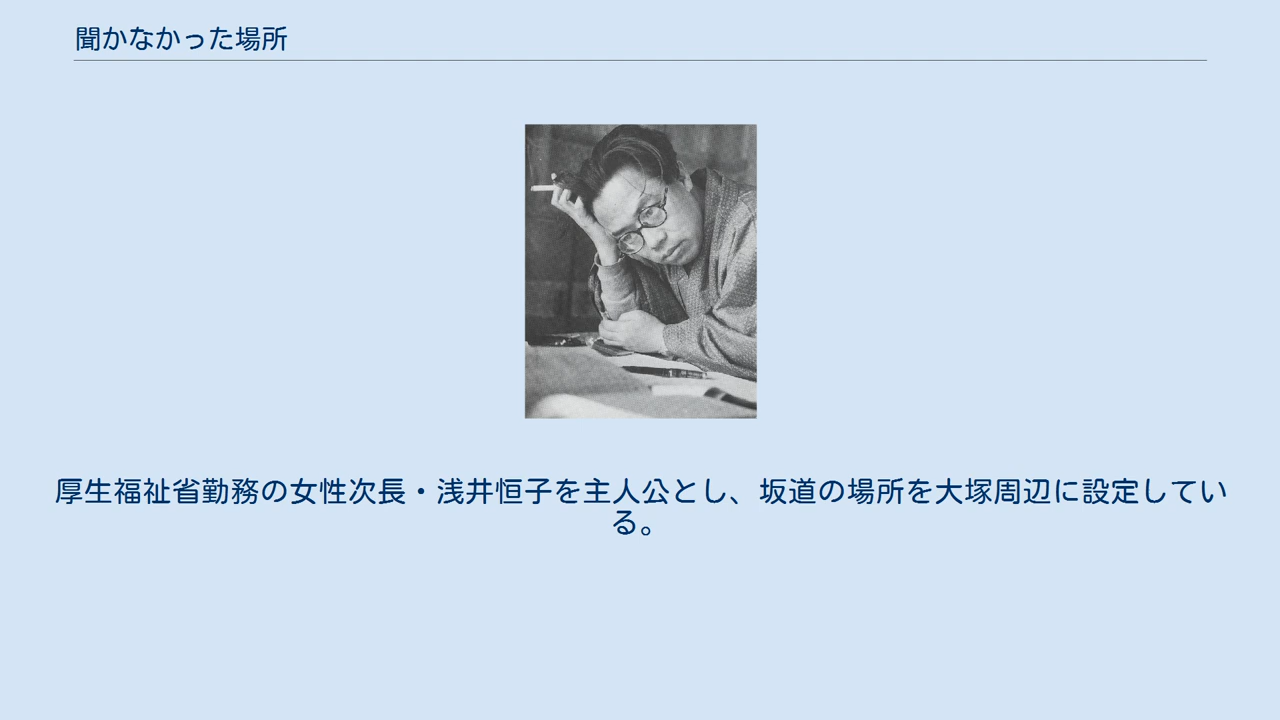 聞かなかった場所
厚生福祉省勤務の女性次長・浅井恒子を主人公とし、坂道の場所を大塚周辺に設定してい
る。